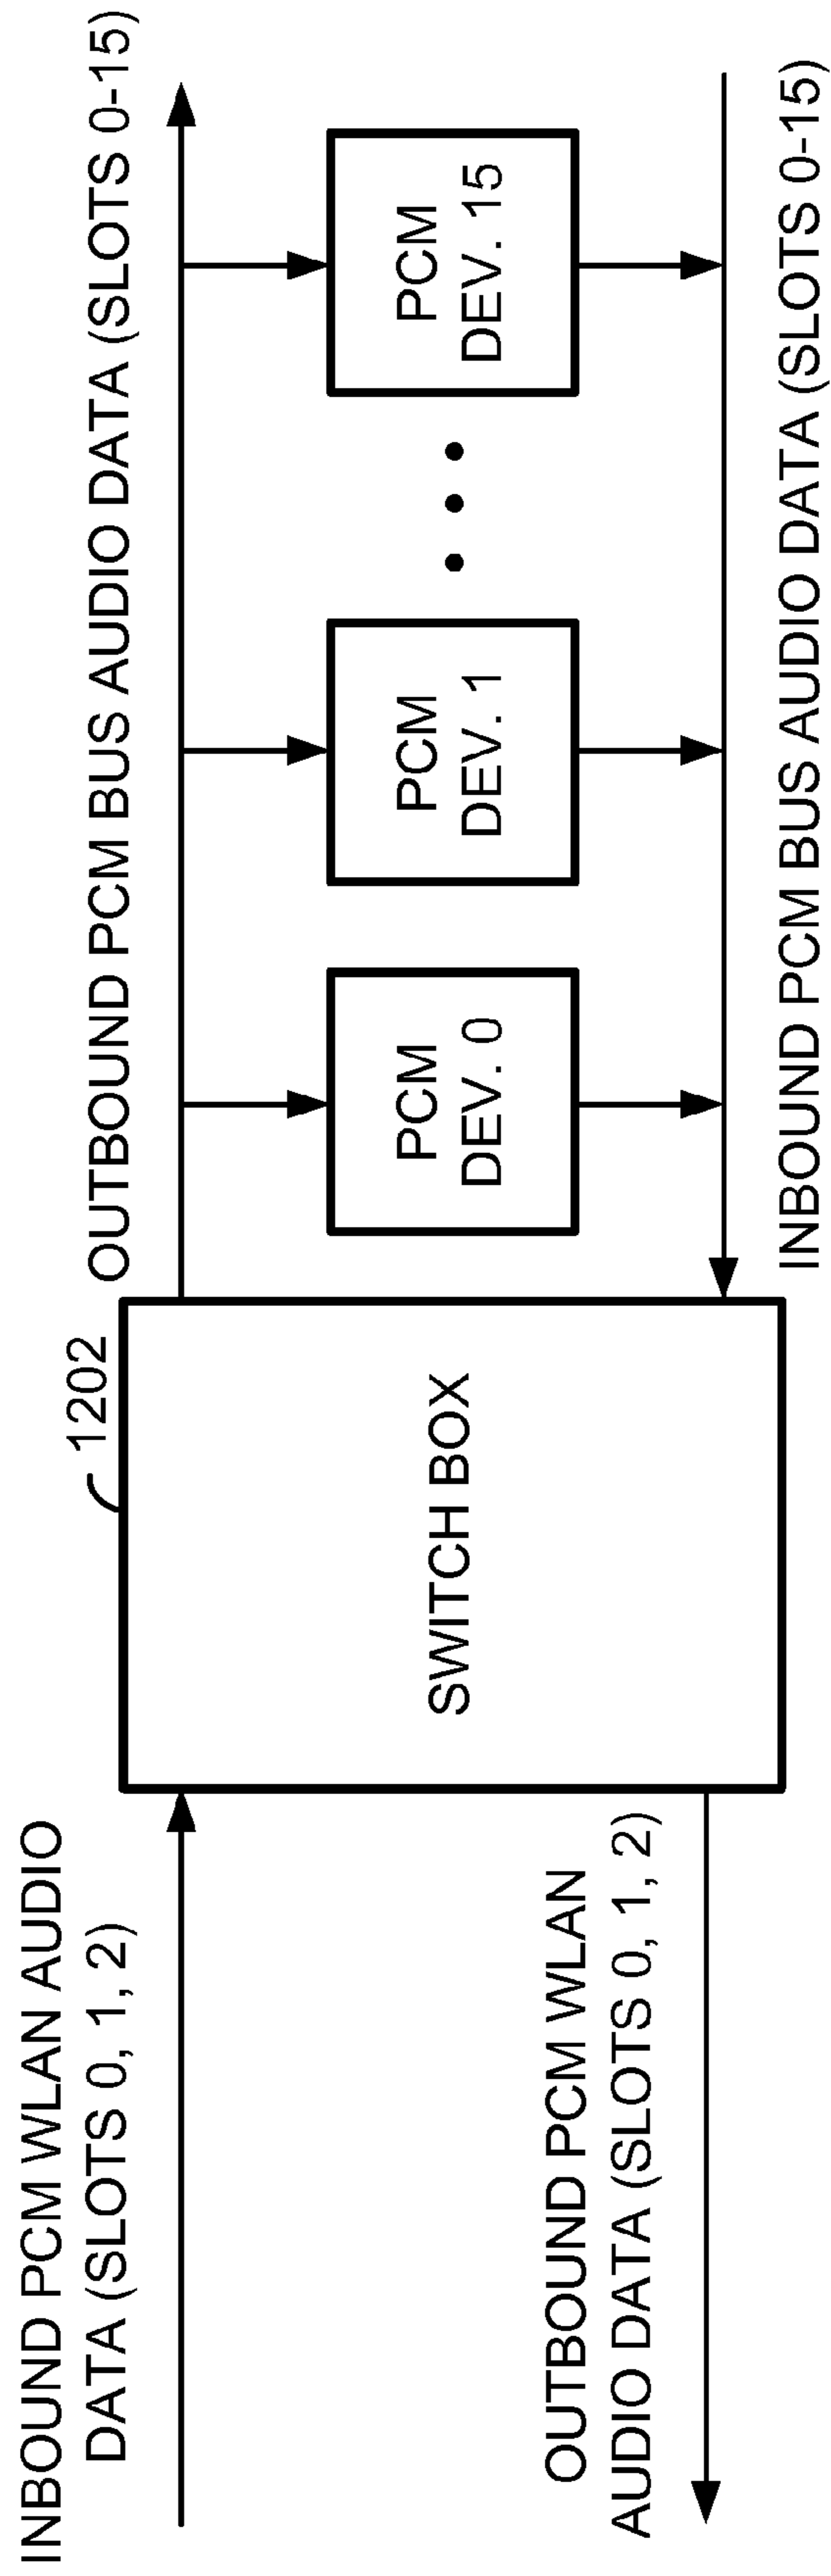 INBOUND PCM WLAN AUDIO
DATA (SLOTS 0, 1, 2)
OUTBOUND PCM WLAN
AUDIO DATA (SLOTS 0, 1, 2)
1202
SWITCH BOX
OUTBOUND PCM BUS AUDIO DATA (SLOTS 0-15)
PCM
DEV. 0
PCM
DEV. 1
PCM
DEV. 15
INBOUND PCM BUS AUDIO DATA (SLOTS 0-15)